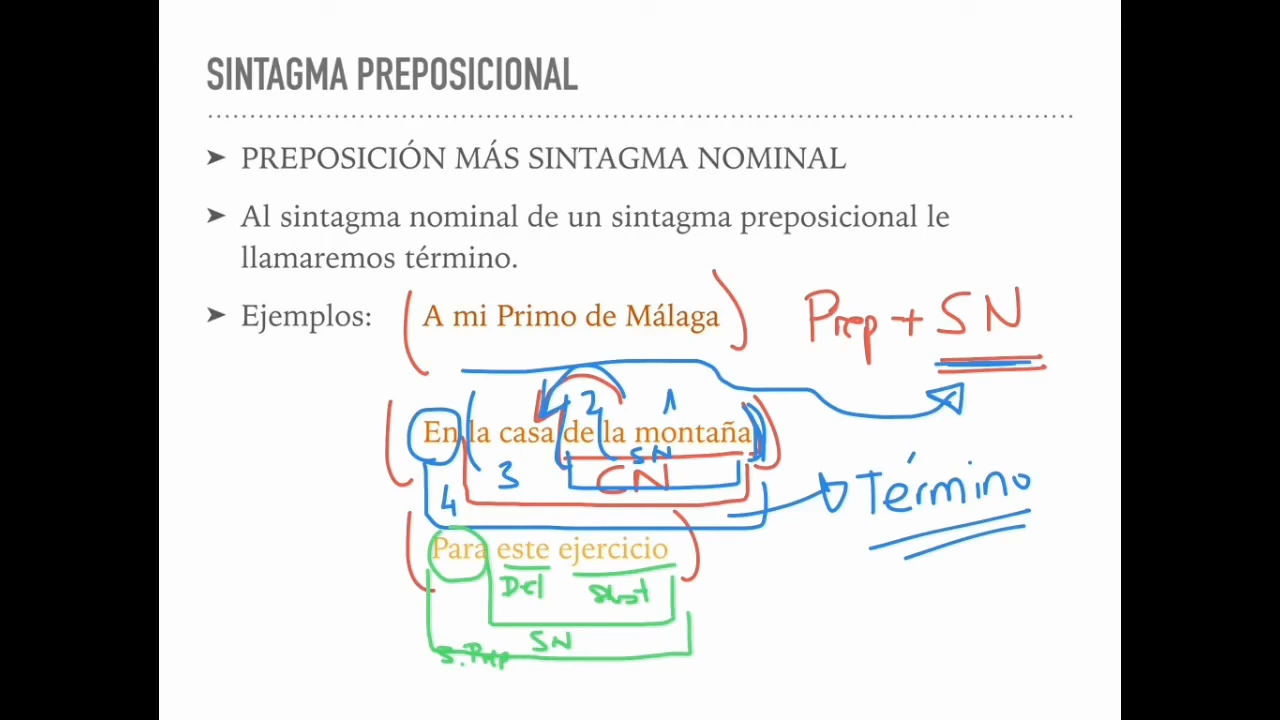 SINTAGMA PREPOSICIONAL
➤ PREPOSICIÓN MÁS SINTAGMA NOMINAL
➤ Al sintagma nominal de un sintagma preposicional le
llamaremos término.
➤ Ejemplos: A mi Primo de Málaga
Prep + SN
2 1
En la casa de la montaña
SN
3 CN
4
Término
Para este ejercicio
Det Sust
SN
S. Prep